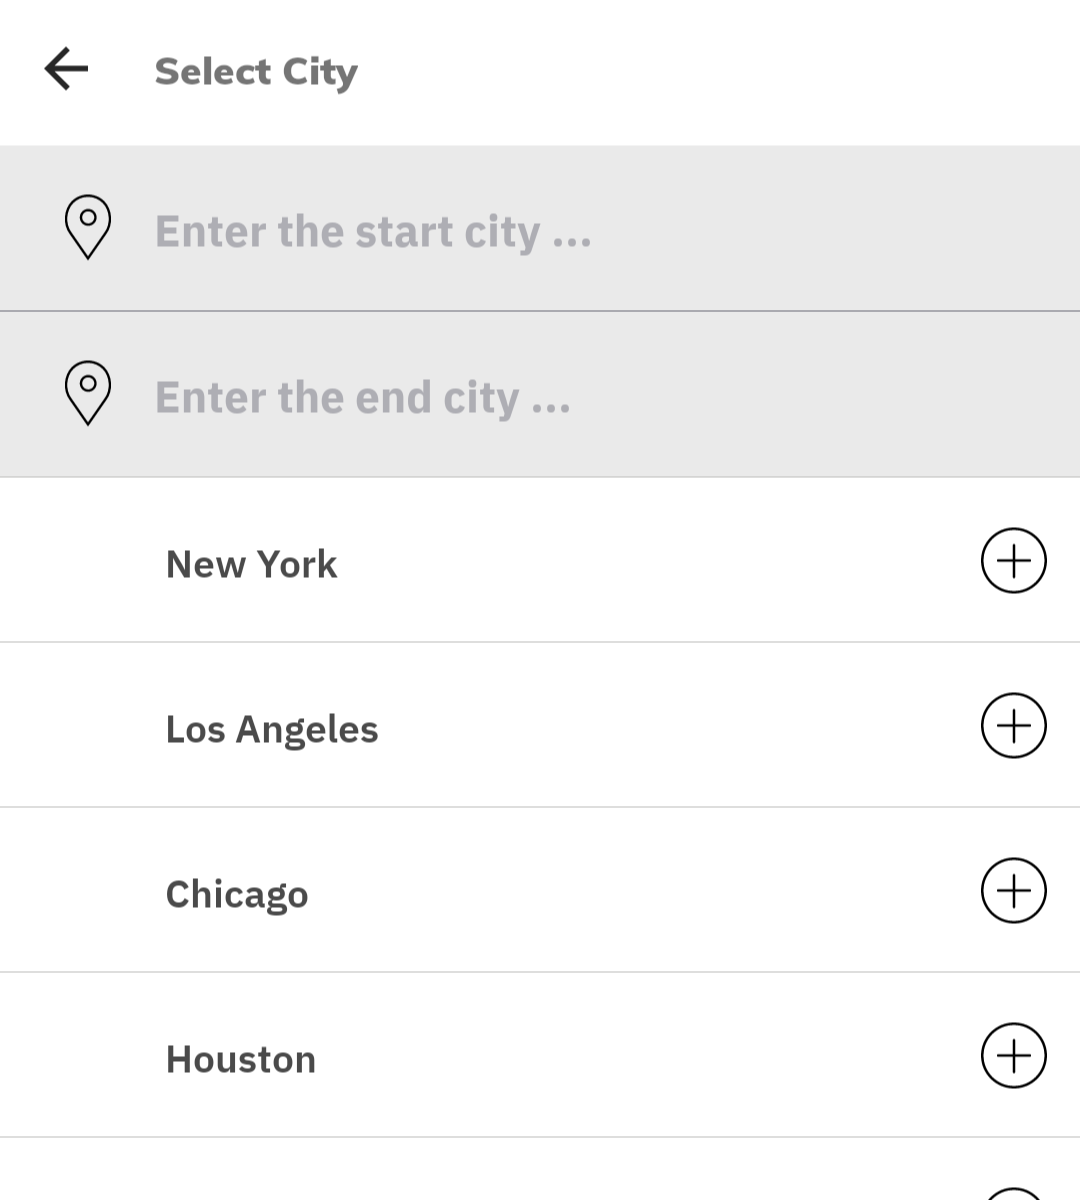 Select City
Enter the start city ...
Enter the end city ...
New York
Los Angeles
Chicago
Houston